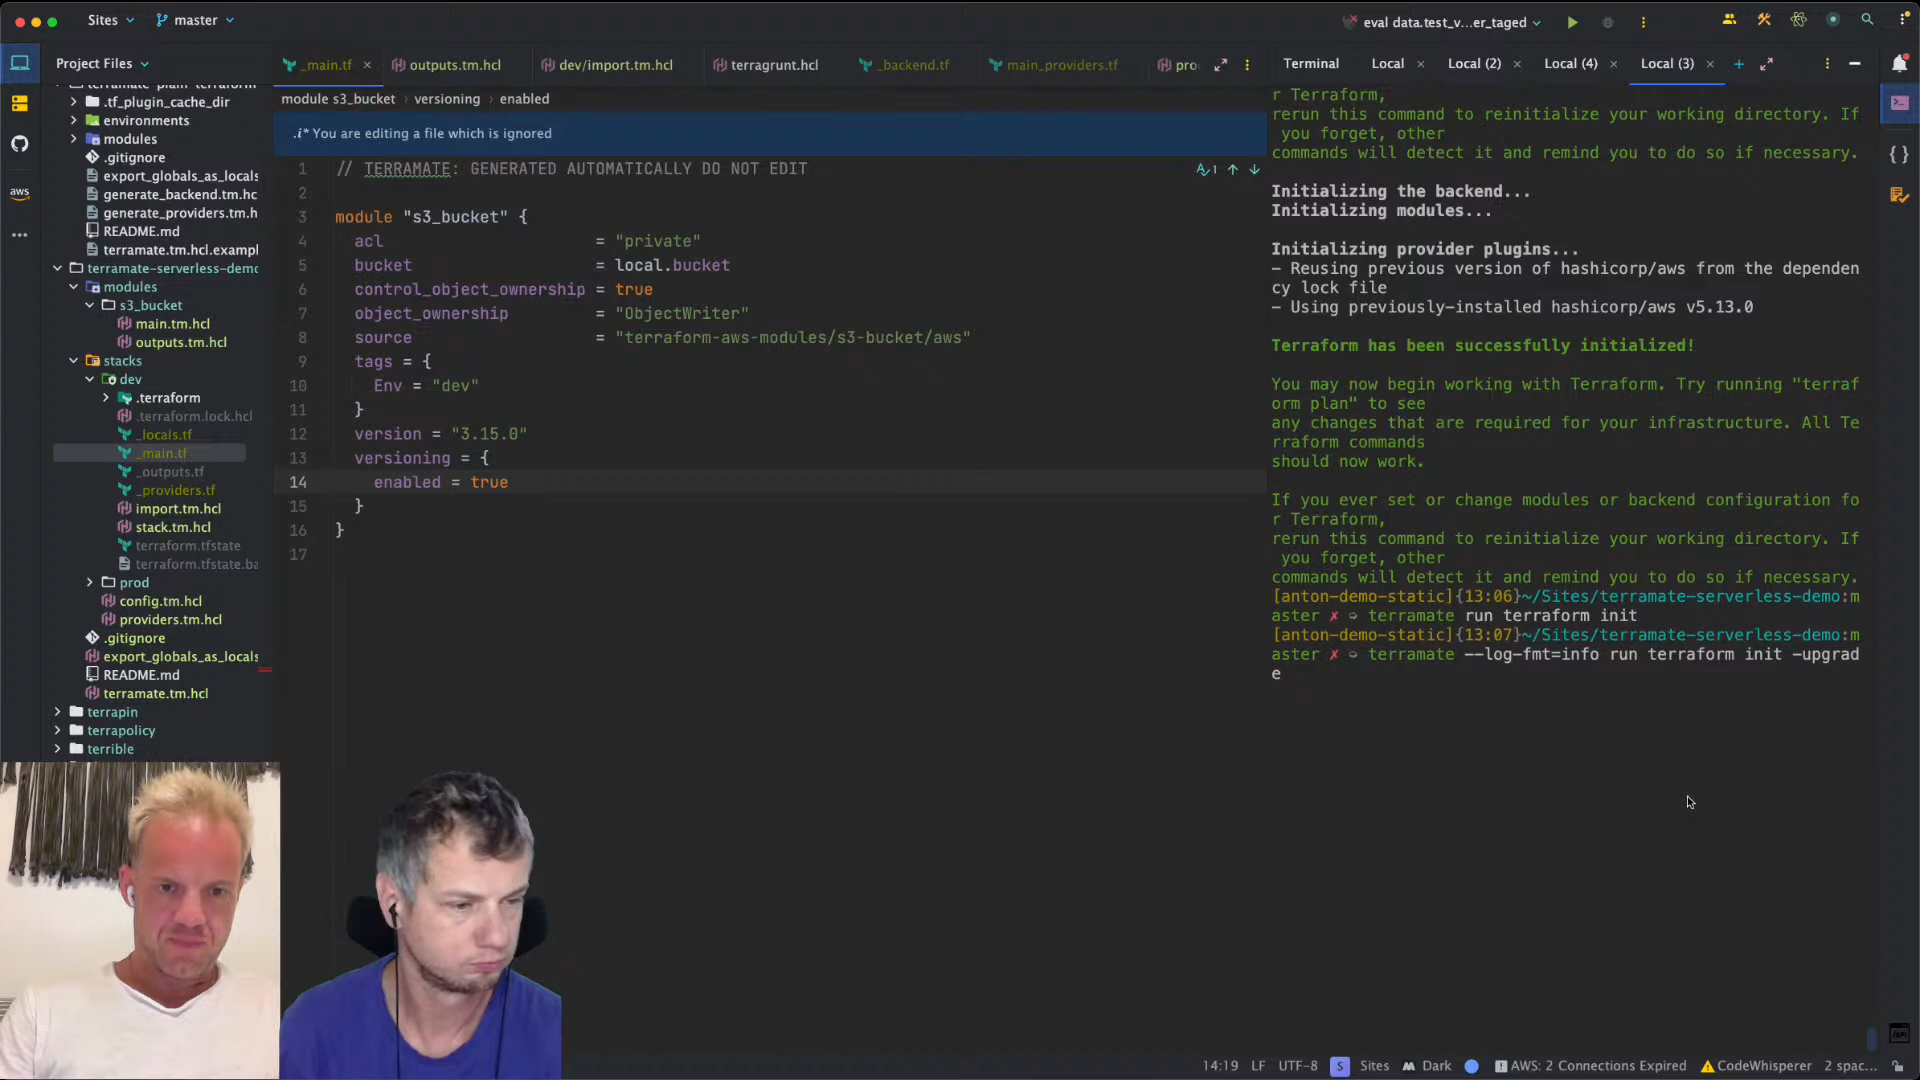 Sites
master
eval data.test_v...er_taged
Project Files
_main.tf
outputs.tm.hcl
dev/import.tm.hcl
terragrunt.hcl
_backend.tf
main_providers.tf
pro
Terminal
Local
Local (2)
Local (4)
Local (3)
module s3_bucket
versioning
enabled
.i* You are editing a file which is ignored
.tf_plugin_cache_dir
environments
modules
.gitignore
export_globals_as_locals
generate_backend.tm.hc
generate_providers.tm.h
README.md
terramate.tm.hcl.exampl
terramate-serverless-demo
modules
s3_bucket
main.tm.hcl
outputs.tm.hcl
stacks
dev
.terraform
.terraform.lock.hcl
_locals.tf
_main.tf
_outputs.tf
_providers.tf
import.tm.hcl
stack.tm.hcl
terraform.tfstate
terraform.tfstate.ba
prod
config.tm.hcl
providers.tm.hcl
.gitignore
export_globals_as_locals
README.md
terramate.tm.hcl
terrapin
terrapolicy
terrible
aws
1 // TERRAMATE: GENERATED AUTOMATICALLY DO NOT EDIT
2
3 module "s3_bucket" {
4 acl = "private"
5 bucket = local.bucket
6 control_object_ownership = true
7 object_ownership = "ObjectWriter"
8 source = "terraform-aws-modules/s3-bucket/aws"
9 tags = {
10 Env = "dev"
11 }
12 version = "3.15.0"
13 versioning = {
14 enabled = true
15 }
16 }
17
1
r Terraform,
rerun this command to reinitialize your working directory. If
you forget, other
commands will detect it and remind you to do so if necessary.
Initializing the backend...
Initializing modules...
Initializing provider plugins...
- Reusing previous version of hashicorp/aws from the dependen
cy lock file
- Using previously-installed hashicorp/aws v5.13.0
Terraform has been successfully initialized!
You may now begin working with Terraform. Try running "terraf
orm plan" to see
any changes that are required for your infrastructure. All Te
rraform commands
should now work.
If you ever set or change modules or backend configuration fo
r Terraform,
rerun this command to reinitialize your working directory. If
you forget, other
commands will detect it and remind you to do so if necessary.
[anton-demo-static]{13:06}~/Sites/terramate-serverless-demo:m
aster ✗ ➭ terramate run terraform init
[anton-demo-static]{13:07}~/Sites/terramate-serverless-demo:m
aster ✗ ➭ terramate --log-fmt=info run terraform init -upgrad
e
14:19
LF
UTF-8
S
Sites
Dark
AWS: 2 Connections Expired
CodeWhisperer
2 spac...